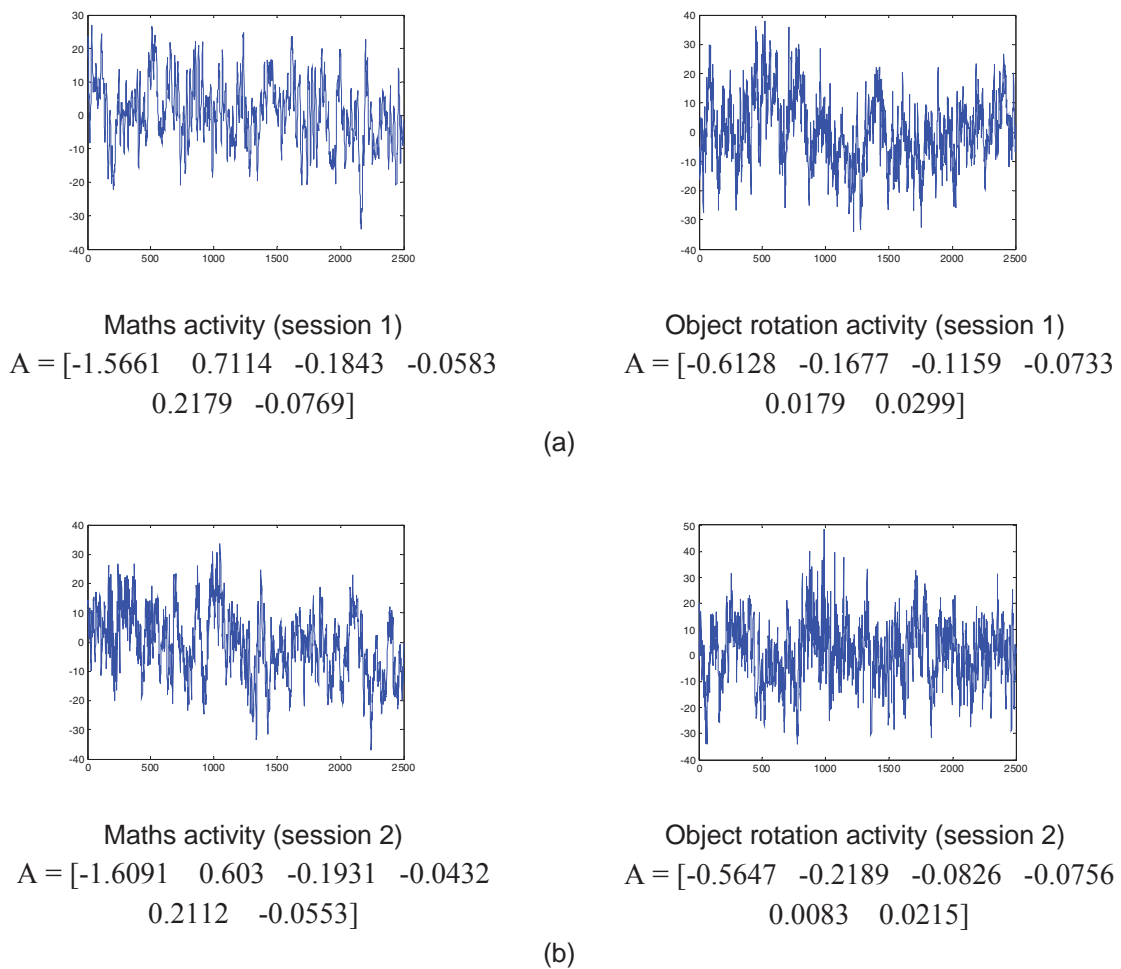 30
20
10
0
-10
-20
-30
-40
0 500 1000 1500 2000 2500
40
30
20
10
0
-10
-20
-30
-40
0 500 1000 1500 2000 2500
Maths activity (session 1)
A = [-1.5661 0.7114 -0.1843 -0.0583
0.2179 -0.0769]
Object rotation activity (session 1)
A = [-0.6128 -0.1677 -0.1159 -0.0733
0.0179 0.0299]
(a)
40
30
20
10
0
-10
-20
-30
-40
0 500 1000 1500 2000 2500
50
40
30
20
10
0
-10
-20
-30
-40
0 500 1000 1500 2000 2500
Maths activity (session 2)
A = [-1.6091 0.603 -0.1931 -0.0432
0.2112 -0.0553]
Object rotation activity (session 2)
A = [-0.5647 -0.2189 -0.0826 -0.0756
0.0083 0.0215]
(b)